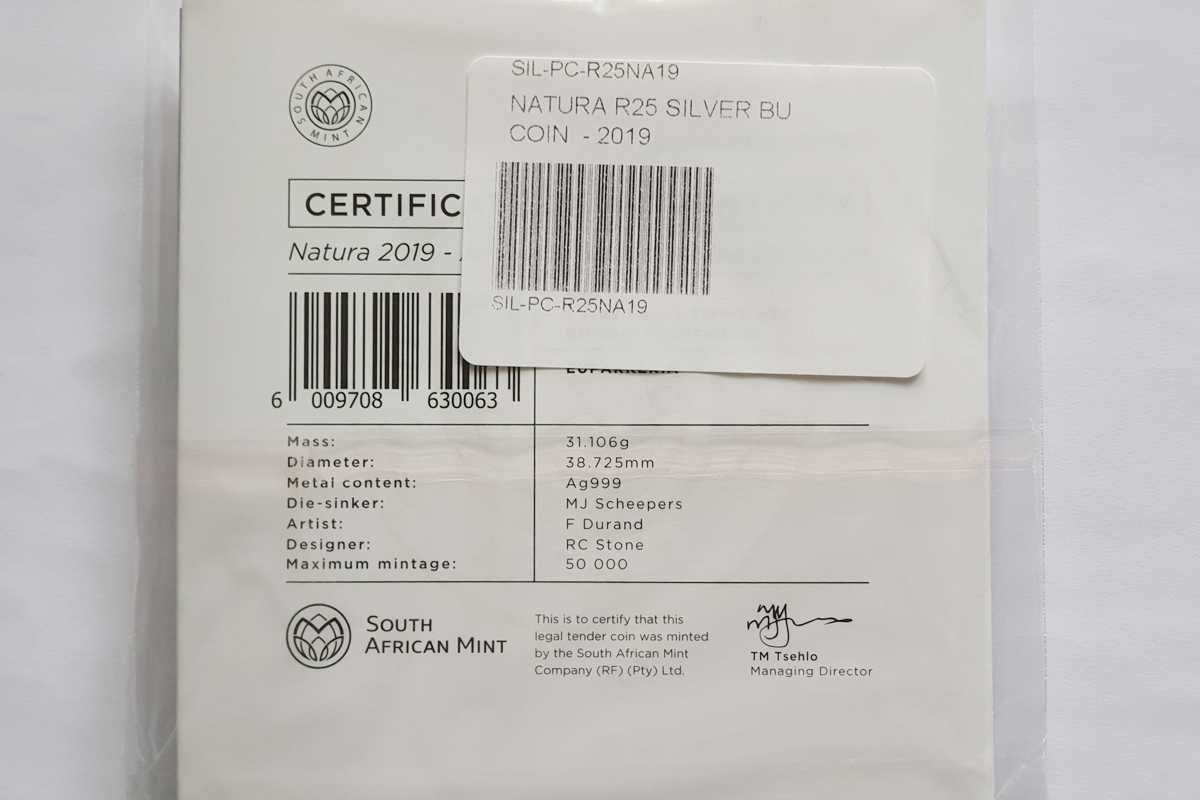 SOUTH AFRICAN MINT
SIL-PC-R25NA19
NATURA R25 SILVER BU
COIN - 2019
SIL-PC-R25NA19
CERTIFIC
Natura 2019 -
6 009708 630063
Mass: 31.106g
Diameter: 38.725mm
Metal content: Ag999
Die-sinker: MJ Scheepers
Artist: F Durand
Designer: RC Stone
Maximum mintage: 50 000
SOUTH
AFRICAN MINT
This is to certify that this
legal tender coin was minted
by the South African Mint
Company (RF) (Pty) Ltd.
TM Tsehlo
Managing Director